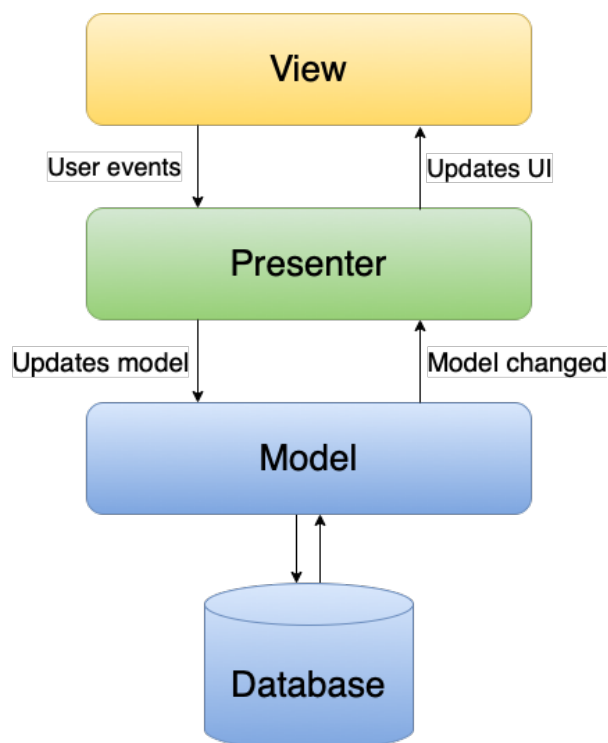 View
User events
Updates UI
Presenter
Updates model
Model changed
Model
Database